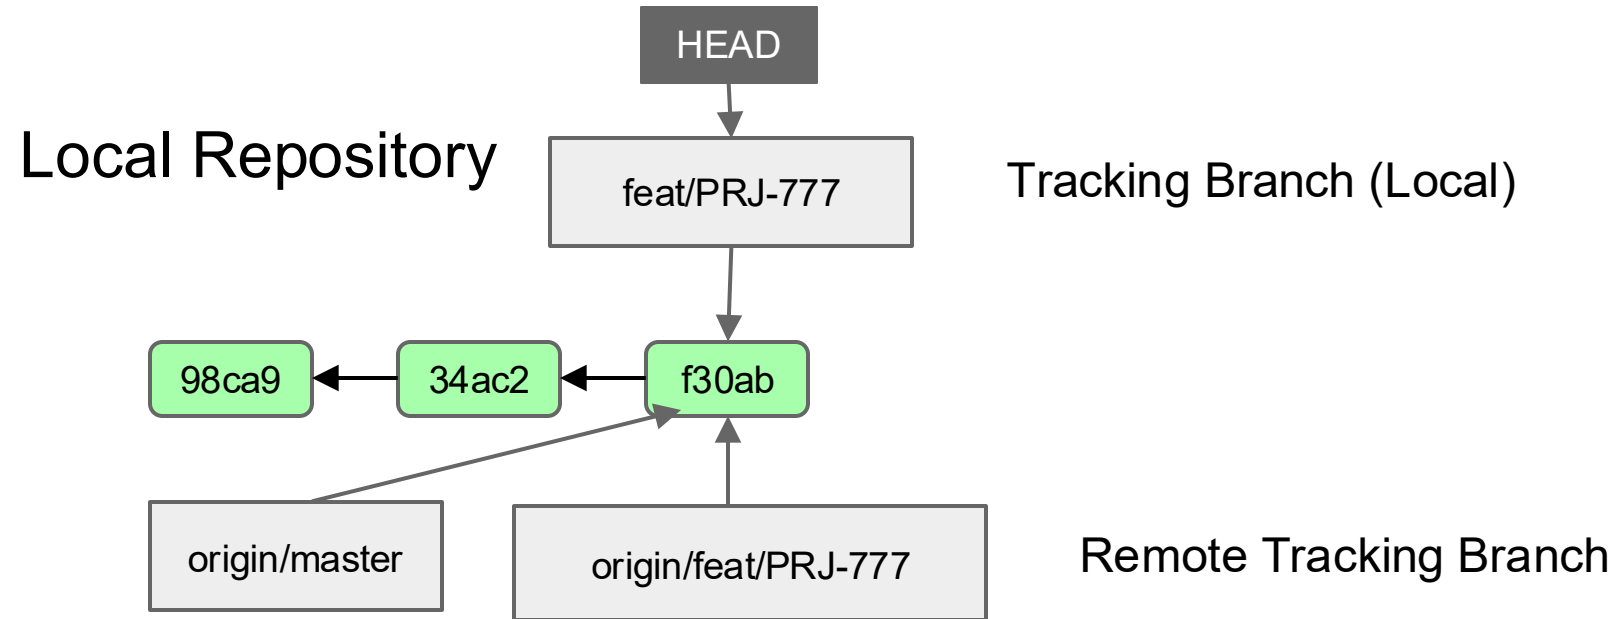 HEAD
Local Repository
feat/PRJ-777
Tracking Branch (Local)
98ca9
34ac2
f30ab
origin/master
origin/feat/PRJ-777
Remote Tracking Branch